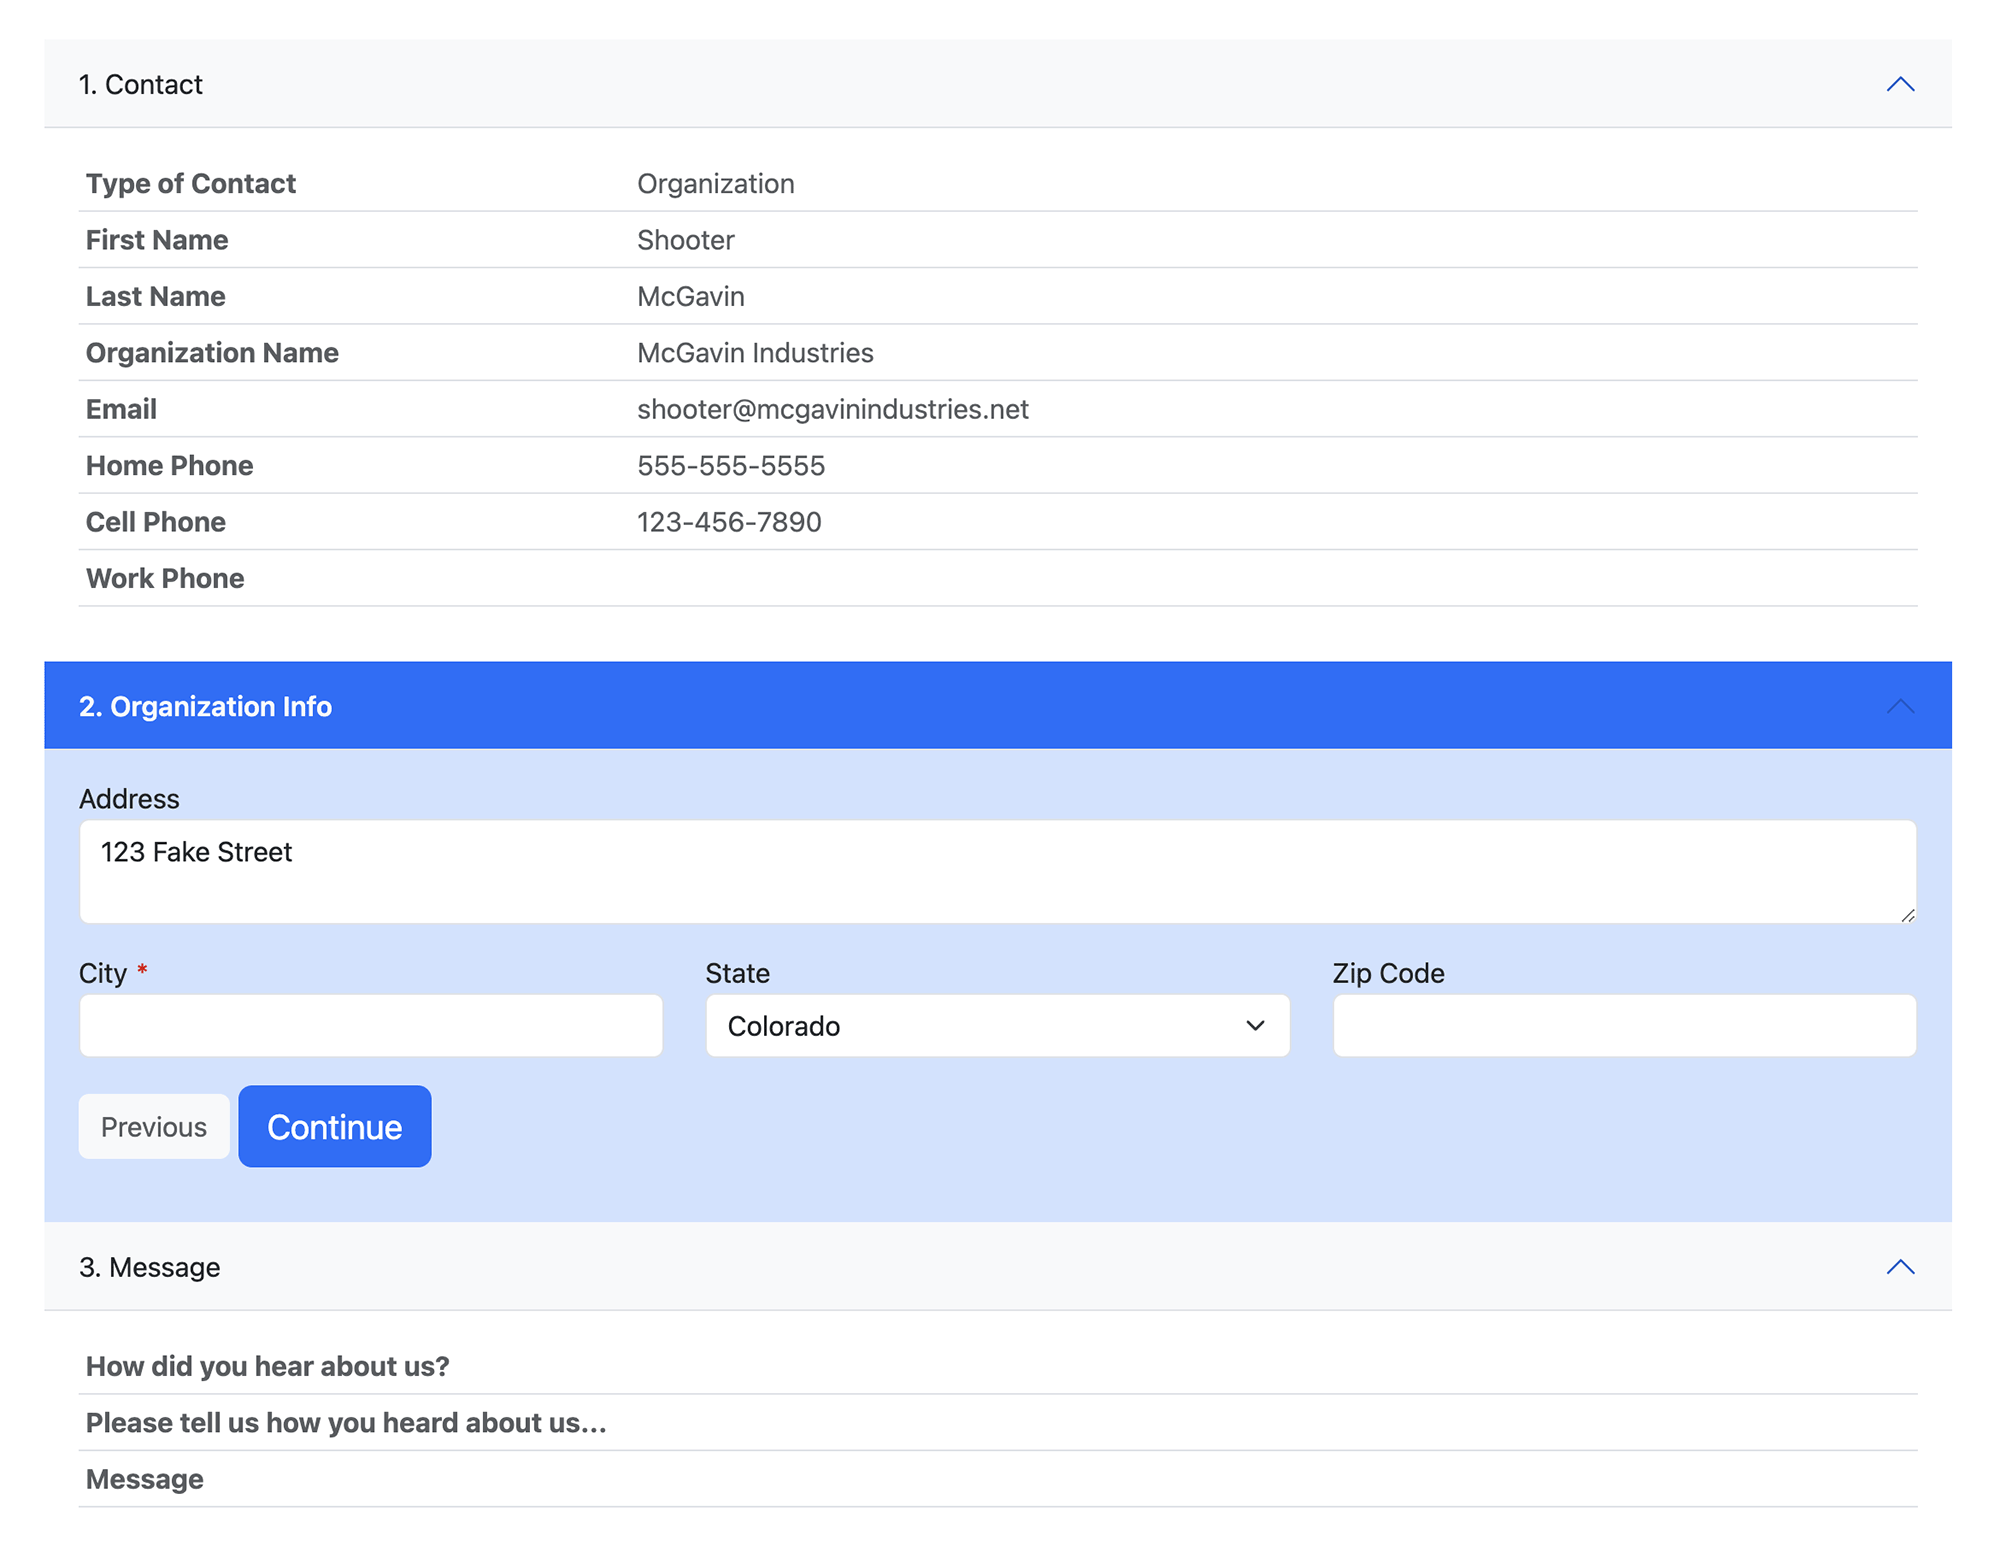 1. Contact
Type of Contact Organization
First Name Shooter
Last Name McGavin
Organization Name McGavin Industries
Email shooter@mcgavinindustries.net
Home Phone 555-555-5555
Cell Phone 123-456-7890
Work Phone
2. Organization Info
Address
123 Fake Street
City * State Zip Code
Colorado
Previous Continue
3. Message
How did you hear about us?
Please tell us how you heard about us...
Message